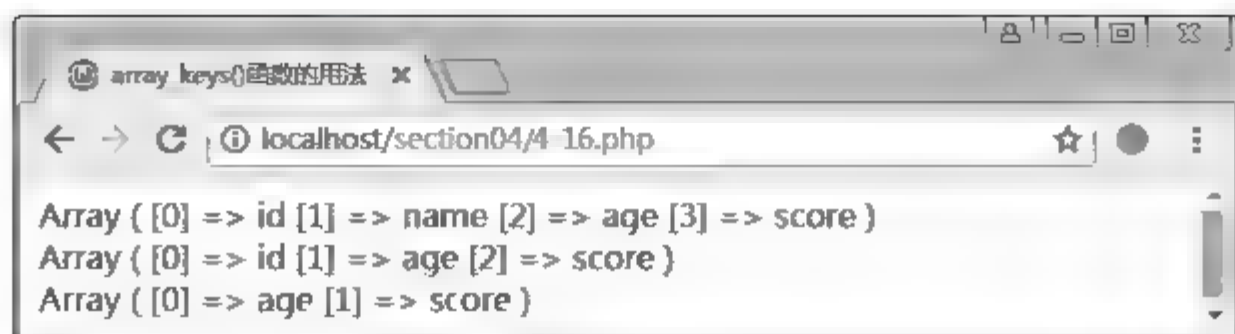 array_keys()函数的用法
localhost/section04/4-16.php
Array ( [0] => id [1] => name [2] => age [3] => score )
Array ( [0] => id [1] => age [2] => score )
Array ( [0] => age [1] => score )